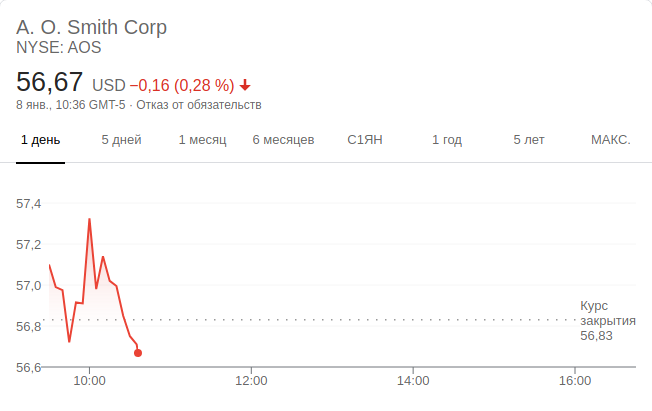 A. O. Smith Corp
NYSE: AOS
56,67 USD −0,16 (0,28 %)
8 янв., 10:36 GMT-5 · Отказ от обязательств
1 день 5 дней 1 месяц 6 месяцев С1ЯН 1 год 5 лет МАКС.
57,4
57,2
57,0
56,8
56,6
Курс
закрытия
56,83
10:00 12:00 14:00 16:00